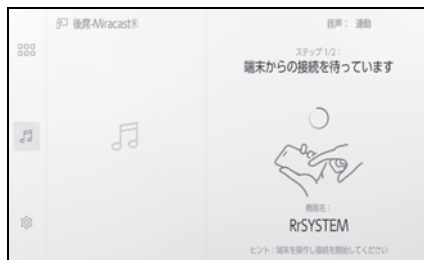 後席-Miracast®
音声： 連動
ステップ 1/2：
端末からの接続を待っています
機器名：
RrSYSTEM
ヒント：端末を操作し接続を開始してください